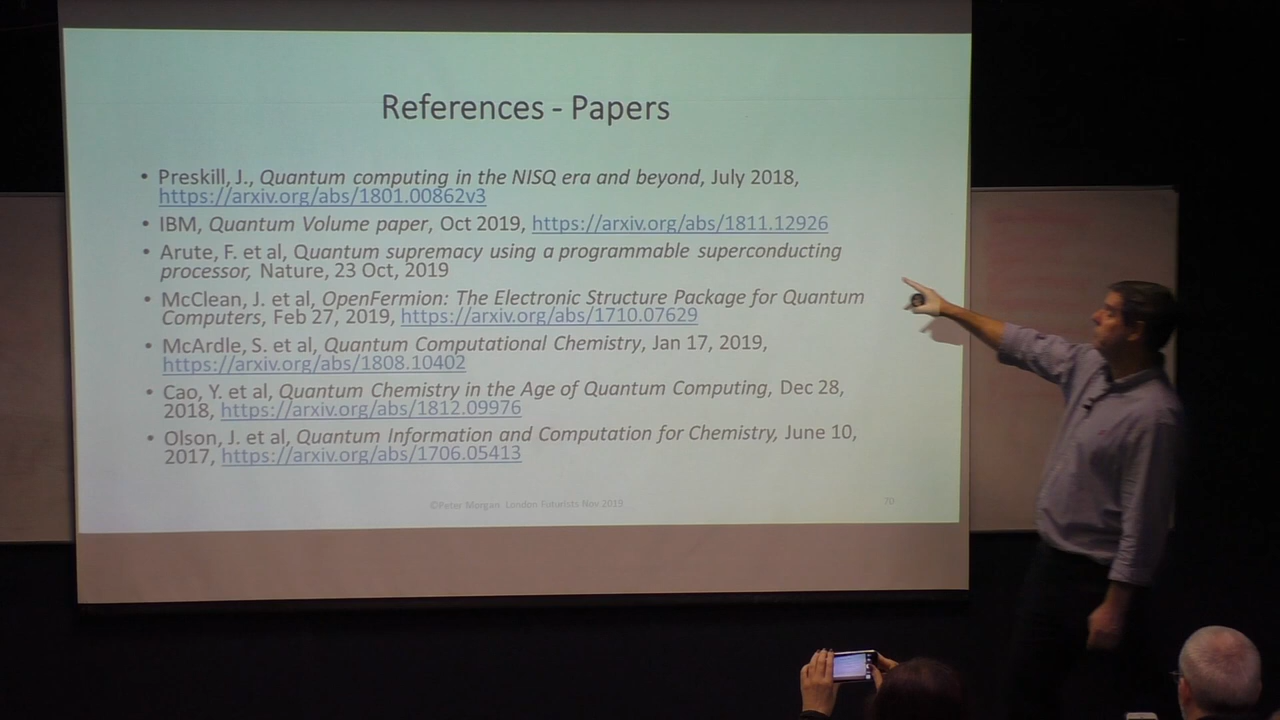 References - Papers
• Preskill, J., Quantum computing in the NISQ era and beyond, July 2018,
https://arxiv.org/abs/1801.00862v3
• IBM, Quantum Volume paper, Oct 2019, https://arxiv.org/abs/1811.12926
• Arute, F. et al, Quantum supremacy using a programmable superconducting
processor, Nature, 23 Oct, 2019
• McClean, J. et al, OpenFermion: The Electronic Structure Package for Quantum
Computers, Feb 27, 2019, https://arxiv.org/abs/1710.07629
• McArdle, S. et al, Quantum Computational Chemistry, Jan 17, 2019,
https://arxiv.org/abs/1808.10402
• Cao, Y. et al, Quantum Chemistry in the Age of Quantum Computing, Dec 28,
2018, https://arxiv.org/abs/1812.09976
• Olson, J. et al, Quantum Information and Computation for Chemistry, June 10,
2017, https://arxiv.org/abs/1706.05413
©Peter Morgan London Futurists Nov 2019
70